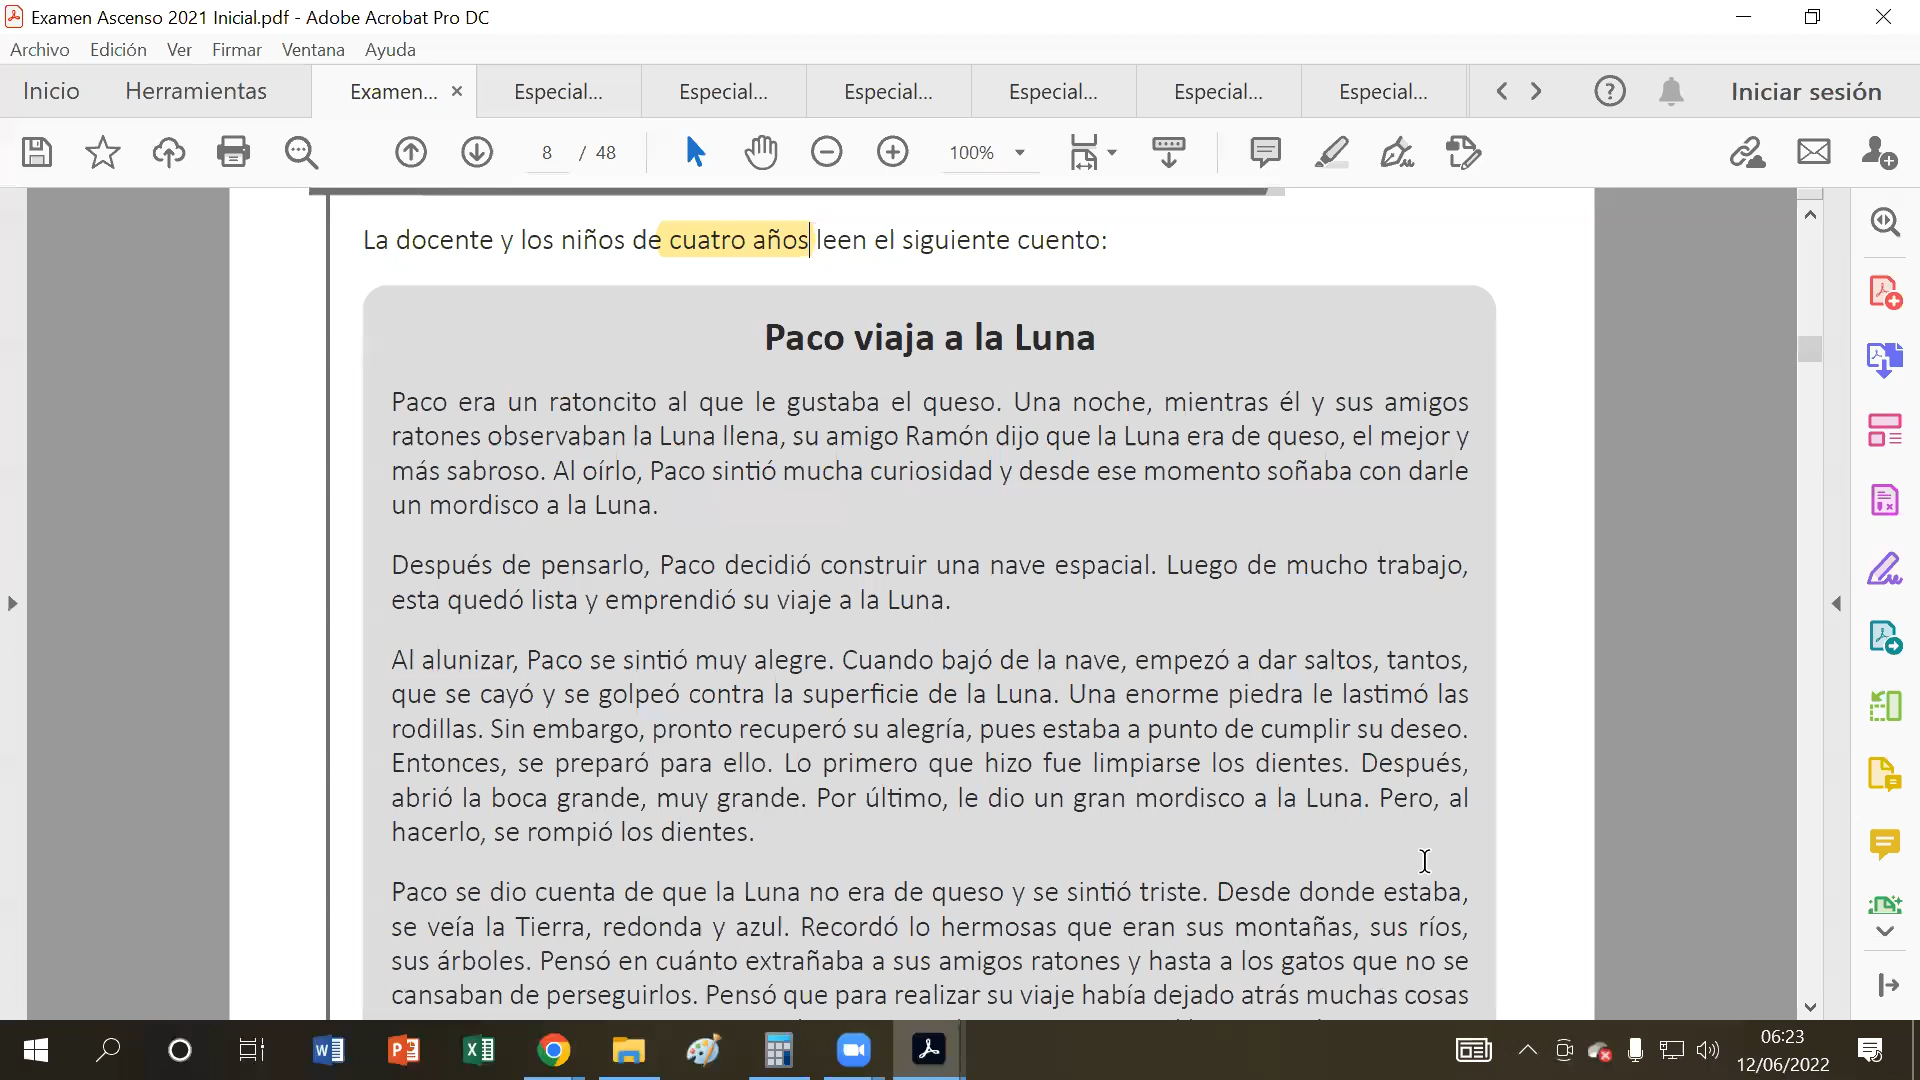 Examen Ascenso 2021 Inicial.pdf - Adobe Acrobat Pro DC
Archivo Edición Ver Firmar Ventana Ayuda
Inicio Herramientas Examen... × Especial... Especial... Especial... Especial... Especial... Especial... Iniciar sesión
8 / 48 100%
La docente y los niños de cuatro años leen el siguiente cuento:
Paco viaja a la Luna
Paco era un ratoncito al que le gustaba el queso. Una noche, mientras él y sus amigos
ratones observaban la Luna llena, su amigo Ramón dijo que la Luna era de queso, el mejor y
más sabroso. Al oírlo, Paco sintió mucha curiosidad y desde ese momento soñaba con darle
un mordisco a la Luna.
Después de pensarlo, Paco decidió construir una nave espacial. Luego de mucho trabajo,
esta quedó lista y emprendió su viaje a la Luna.
Al alunizar, Paco se sintió muy alegre. Cuando bajó de la nave, empezó a dar saltos, tantos,
que se cayó y se golpeó contra la superficie de la Luna. Una enorme piedra le lastimó las
rodillas. Sin embargo, pronto recuperó su alegría, pues estaba a punto de cumplir su deseo.
Entonces, se preparó para ello. Lo primero que hizo fue limpiarse los dientes. Después,
abrió la boca grande, muy grande. Por último, le dio un gran mordisco a la Luna. Pero, al
hacerlo, se rompió los dientes.
Paco se dio cuenta de que la Luna no era de queso y se sintió triste. Desde donde estaba,
se veía la Tierra, redonda y azul. Recordó lo hermosas que eran sus montañas, sus ríos,
sus árboles. Pensó en cuánto extrañaba a sus amigos ratones y hasta a los gatos que no se
cansaban de perseguirlos. Pensó que para realizar su viaje había dejado atrás muchas cosas
06:23
12/06/2022